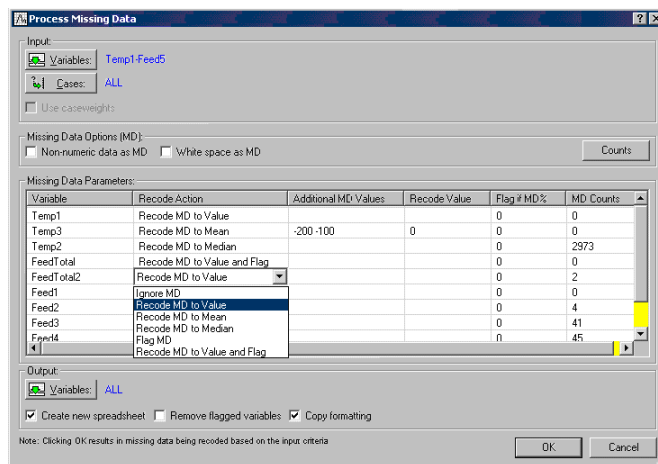 Process Missing Data
Input:
Variables: Temp1-Feed5
Cases: ALL
Use caseweights
Missing Data Options (MD):
Non-numeric data as MD White space as MD Counts
Missing Data Parameters:
Variable Recode Action Additional MD Values Recode Value Flag if MD% MD Counts
Temp1 Recode MD to Value 0 0
Temp3 Recode MD to Mean -200 -100 0 0 0
Temp2 Recode MD to Median 0 2973
FeedTotal Recode MD to Value and Flag 0 0
FeedTotal2 Recode MD to Value 0 2
Feed1 Ignore MD 0 0
Feed2 Recode MD to Value 0 4
Recode MD to Mean
Feed3 Recode MD to Median 0 41
Flag MD
Feed4 Recode MD to Value and Flag 0 45
Output:
Variables: ALL
Create new spreadsheet Remove flagged variables Copy formatting
Note: Clicking OK results in missing data being recoded based on the input criteria
OK Cancel